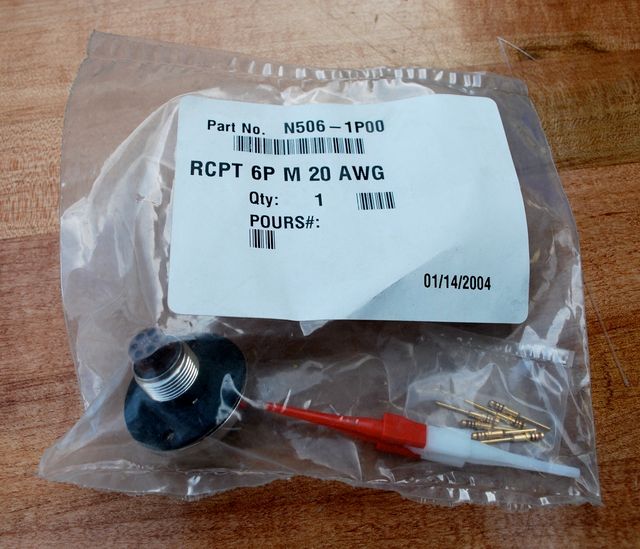 Part No. N506-1P00
RCPT 6P M 20 AWG
Qty: 1
POURS#:
01/14/2004